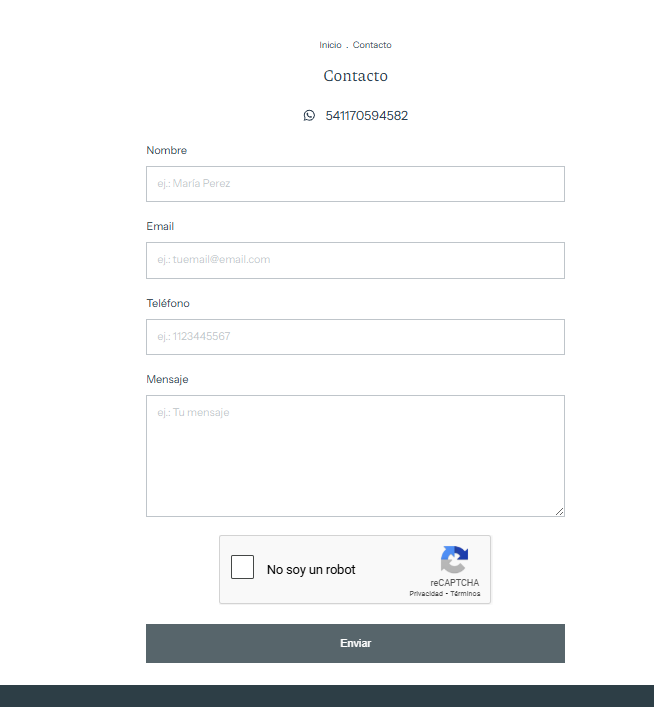 Inicio . Contacto
Contacto
541170594582
Nombre
ej.: María Perez
Email
ej.: tuemail@email.com
Teléfono
ej.: 1123445567
Mensaje
ej.: Tu mensaje
No soy un robot
reCAPTCHA
Privacidad - Términos
Enviar